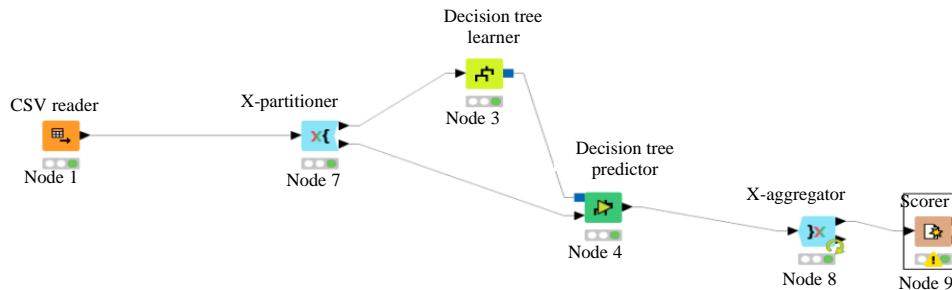 Decision tree
learner
Node 3
CSV reader
Node 1
X-partitioner
Node 7
Decision tree
predictor
Node 4
X-aggregator
Node 8
Scorer
Node 9